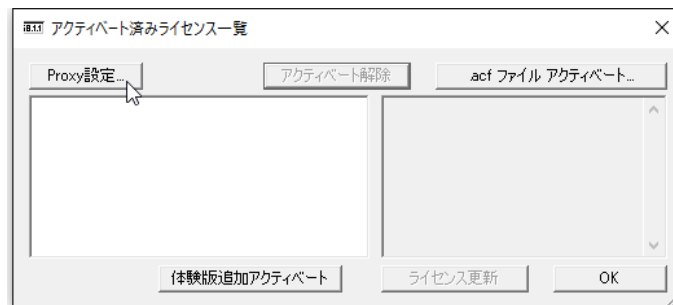 アクティベート済みライセンス一覧
Proxy設定...
アクティベート解除
.acf ファイル アクティベート...
体験版追加アクティベート
ライセンス更新
OK